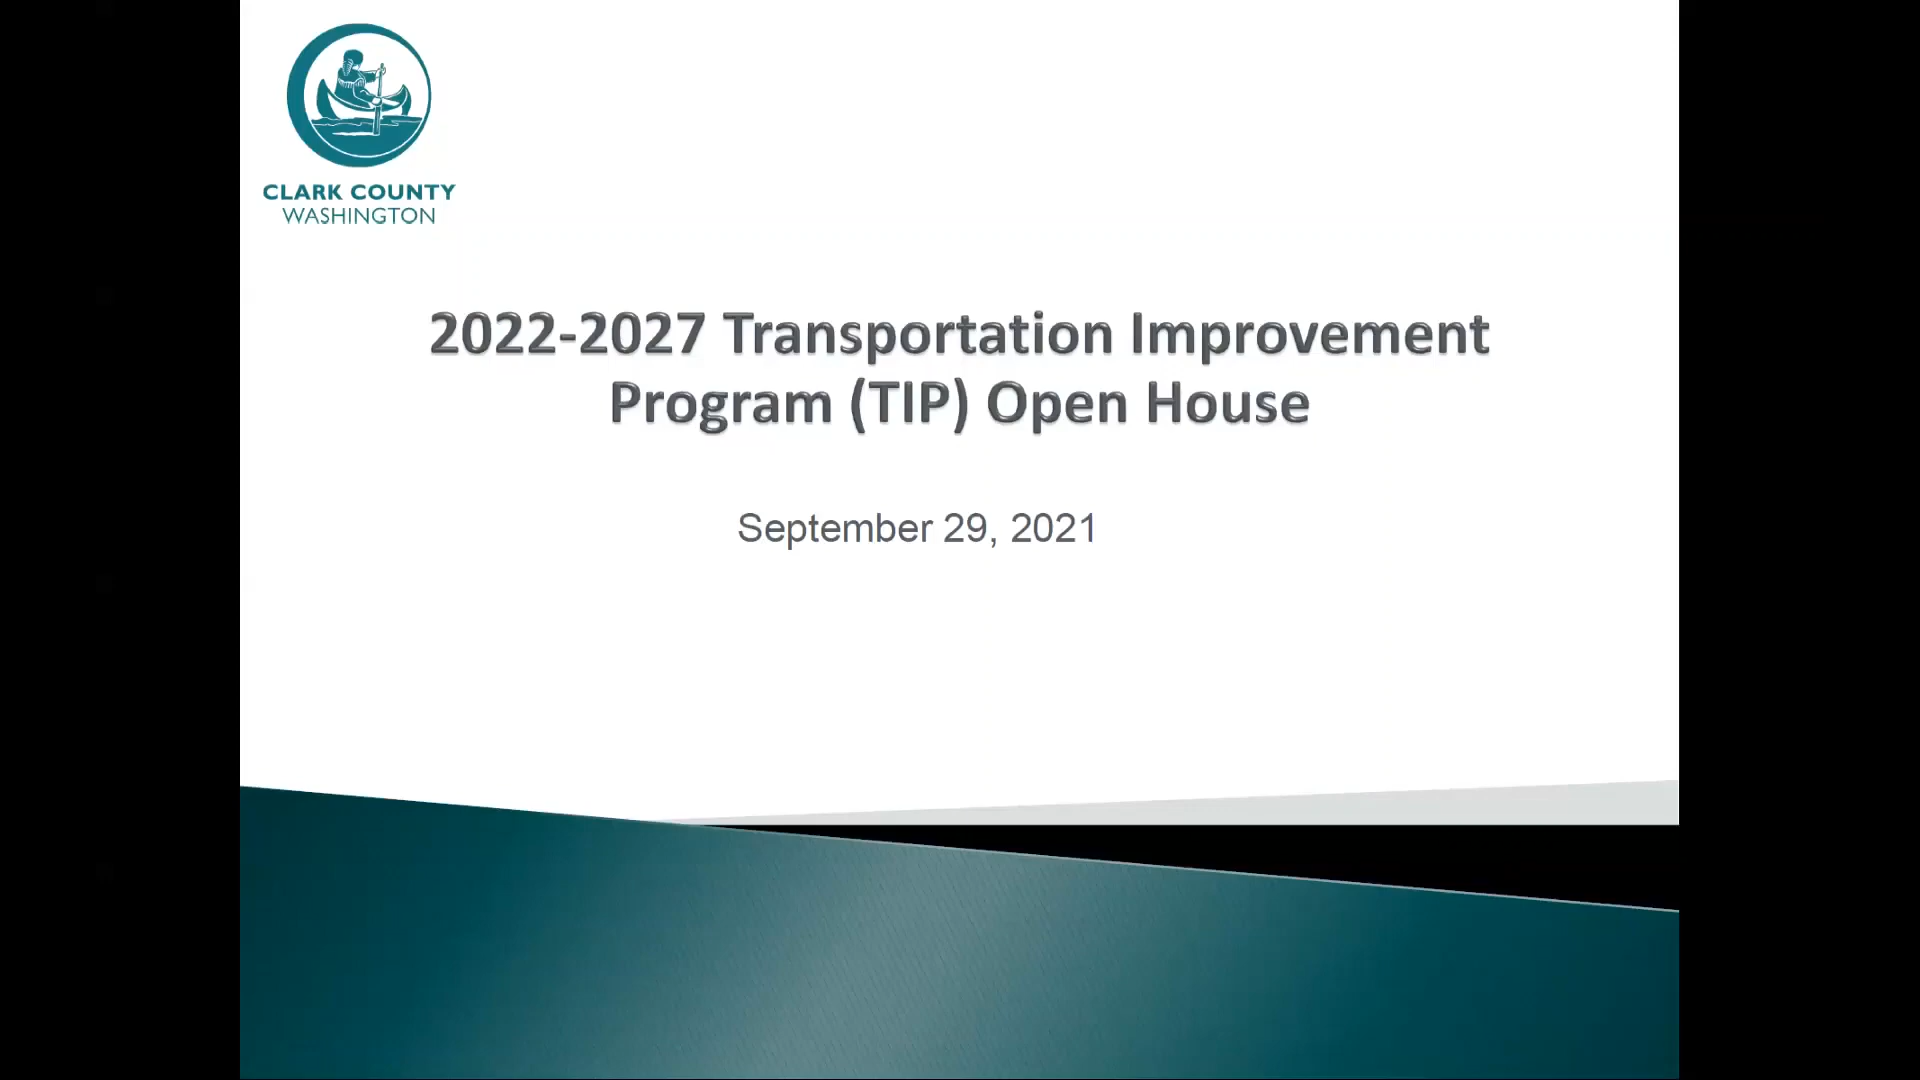 CLARK COUNTY
WASHINGTON
2022-2027 Transportation Improvement
Program (TIP) Open House
September 29, 2021